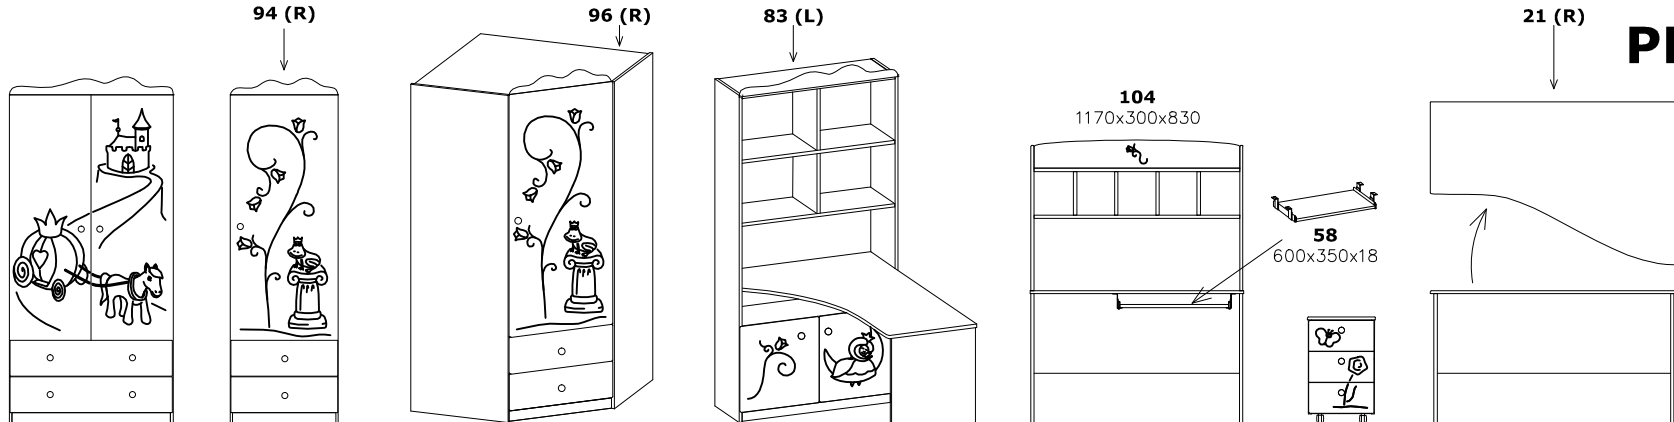 94 (R)
96 (R)
83 (L)
21 (R)
104
1170x300x830
58
600x350x18